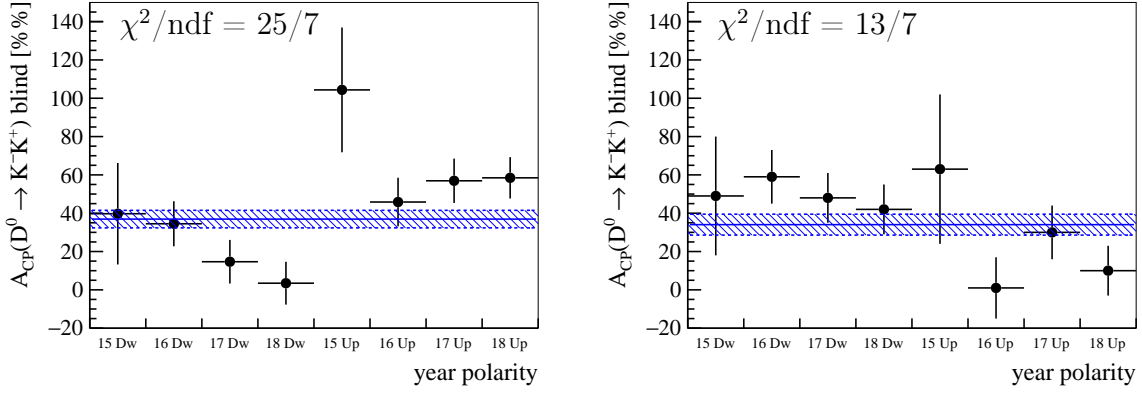 A_CP(D⁰ → K⁻K⁺) blind [%%]
χ²/ndf = 25/7
140
120
100
80
60
40
20
0
−20
15 Dw 16 Dw 17 Dw 18 Dw 15 Up 16 Up 17 Up 18 Up
year polarity
A_CP(D⁰ → K⁻K⁺) blind [%%]
χ²/ndf = 13/7
140
120
100
80
60
40
20
0
−20
15 Dw 16 Dw 17 Dw 18 Dw 15 Up 16 Up 17 Up 18 Up
year polarity